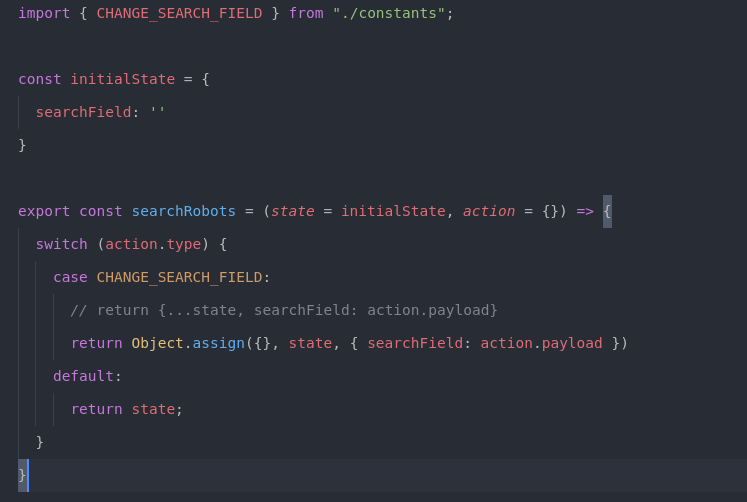 import { CHANGE_SEARCH_FIELD } from "./constants";
const initialState = {
searchField: ''
}
export const searchRobots = (state = initialState, action = {}) => {
switch (action.type) {
case CHANGE_SEARCH_FIELD:
// return {...state, searchField: action.payload}
return Object.assign({}, state, { searchField: action.payload })
default:
return state;
}
}